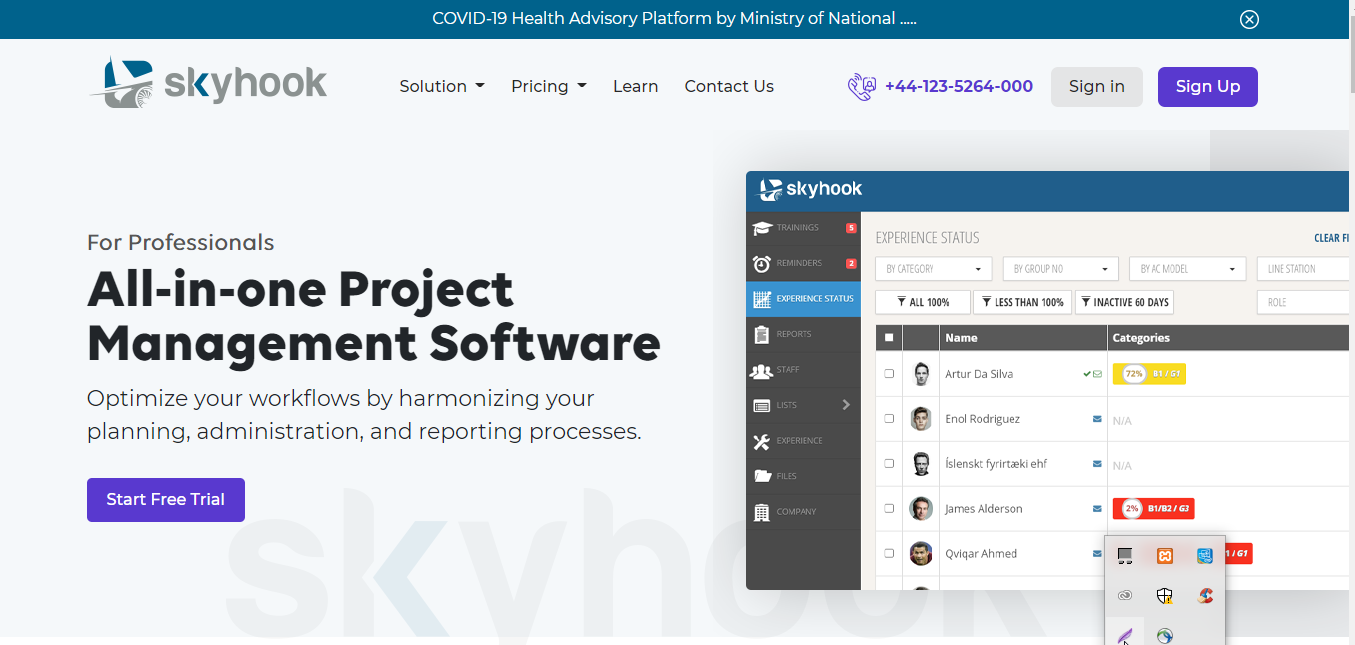 COVID-19 Health Advisory Platform by Ministry of National .....
skyhook
Solution
Pricing
Learn
Contact Us
+44-123-5264-000
Sign in
Sign Up
For Professionals
All-in-one Project
Management Software
Optimize your workflows by harmonizing your
planning, administration, and reporting processes.
Start Free Trial
skyhook
skyhook
TRAININGS 5
REMINDERS 2
EXPERIENCE STATUS
REPORTS
STAFF
LISTS
EXPERIENCE
FILES
COMPANY
EXPERIENCE STATUS
CLEAR FI
BY CATEGORY
BY GROUP NO
BY AC MODEL
LINE STATION
ALL 100%
LESS THAN 100%
INACTIVE 60 DAYS
ROLE
Name Categories
Artur Da Silva 72% B1 / G1
Enol Rodriguez N/A
Íslenskt fyrirtæki ehf N/A
James Alderson 2% B1/B2 / G3
Qviqar Ahmed 1 / G1